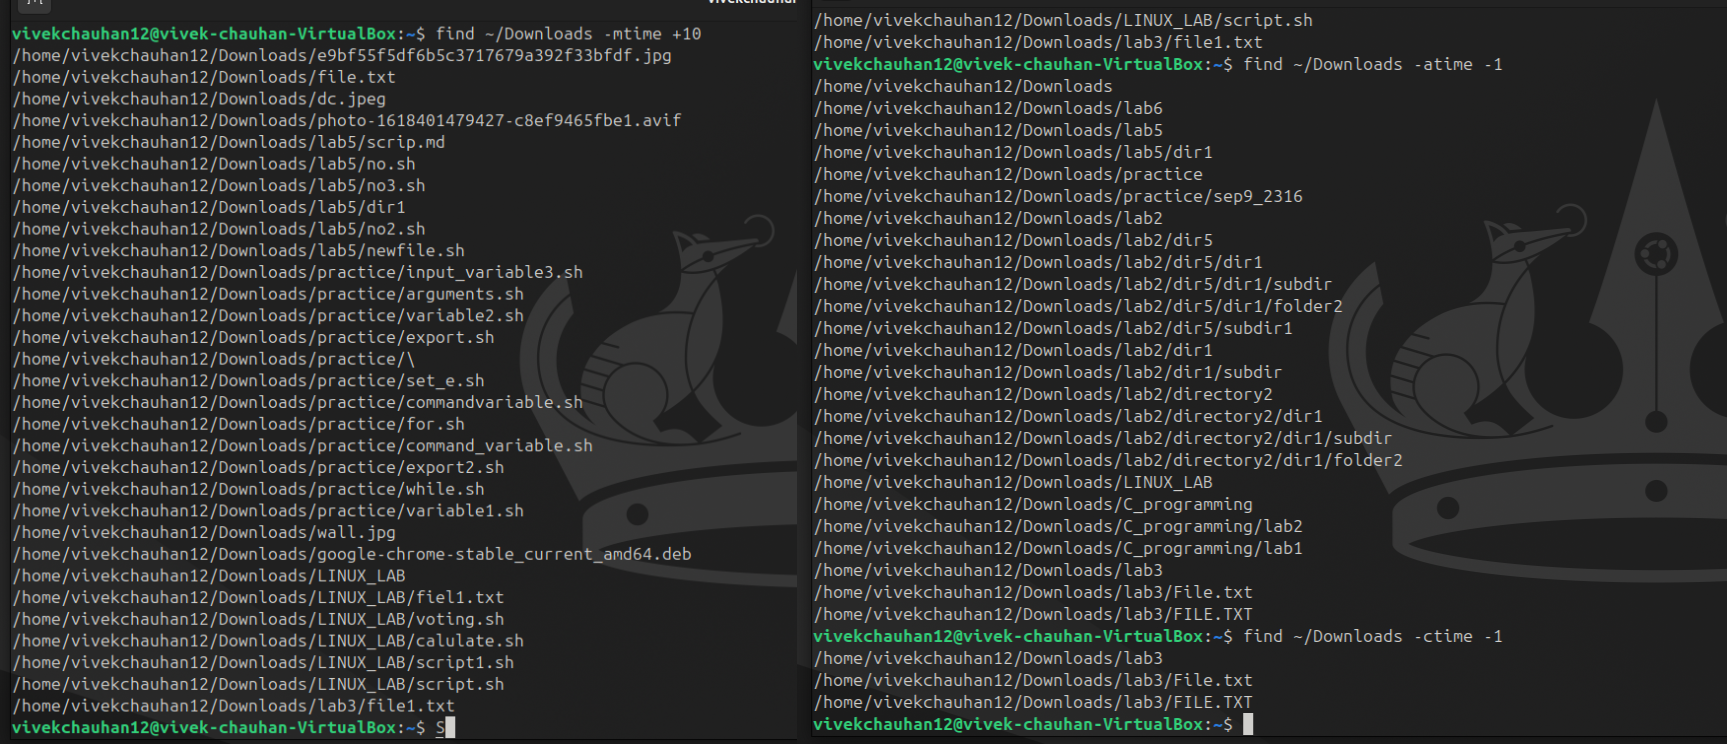 vivekchauhan12@vivek-chauhan-VirtualBox:~$ find ~/Downloads -mtime +10
/home/vivekchauhan12/Downloads/e9bf55f5df6b5c3717679a392f33bfdf.jpg
/home/vivekchauhan12/Downloads/file.txt
/home/vivekchauhan12/Downloads/dc.jpeg
/home/vivekchauhan12/Downloads/photo-1618401479427-c8ef9465fbe1.avif
/home/vivekchauhan12/Downloads/lab5/scrip.md
/home/vivekchauhan12/Downloads/lab5/no.sh
/home/vivekchauhan12/Downloads/lab5/no3.sh
/home/vivekchauhan12/Downloads/lab5/dir1
/home/vivekchauhan12/Downloads/lab5/no2.sh
/home/vivekchauhan12/Downloads/lab5/newfile.sh
/home/vivekchauhan12/Downloads/practice/input_variable3.sh
/home/vivekchauhan12/Downloads/practice/arguments.sh
/home/vivekchauhan12/Downloads/practice/variable2.sh
/home/vivekchauhan12/Downloads/practice/export.sh
/home/vivekchauhan12/Downloads/practice/\
/home/vivekchauhan12/Downloads/practice/set_e.sh
/home/vivekchauhan12/Downloads/practice/commandvariable.sh
/home/vivekchauhan12/Downloads/practice/for.sh
/home/vivekchauhan12/Downloads/practice/command_variable.sh
/home/vivekchauhan12/Downloads/practice/export2.sh
/home/vivekchauhan12/Downloads/practice/while.sh
/home/vivekchauhan12/Downloads/practice/variable1.sh
/home/vivekchauhan12/Downloads/wall.jpg
/home/vivekchauhan12/Downloads/google-chrome-stable_current_amd64.deb
/home/vivekchauhan12/Downloads/LINUX_LAB
/home/vivekchauhan12/Downloads/LINUX_LAB/fiel1.txt
/home/vivekchauhan12/Downloads/LINUX_LAB/voting.sh
/home/vivekchauhan12/Downloads/LINUX_LAB/calulate.sh
/home/vivekchauhan12/Downloads/LINUX_LAB/script1.sh
/home/vivekchauhan12/Downloads/LINUX_LAB/script.sh
/home/vivekchauhan12/Downloads/lab3/file1.txt
vivekchauhan12@vivek-chauhan-VirtualBox:~$ S
/home/vivekchauhan12/Downloads/LINUX_LAB/script.sh
/home/vivekchauhan12/Downloads/lab3/file1.txt
vivekchauhan12@vivek-chauhan-VirtualBox:~$ find ~/Downloads -atime -1
/home/vivekchauhan12/Downloads
/home/vivekchauhan12/Downloads/lab6
/home/vivekchauhan12/Downloads/lab5
/home/vivekchauhan12/Downloads/lab5/dir1
/home/vivekchauhan12/Downloads/practice
/home/vivekchauhan12/Downloads/practice/sep9_2316
/home/vivekchauhan12/Downloads/lab2
/home/vivekchauhan12/Downloads/lab2/dir5
/home/vivekchauhan12/Downloads/lab2/dir5/dir1
/home/vivekchauhan12/Downloads/lab2/dir5/dir1/subdir
/home/vivekchauhan12/Downloads/lab2/dir5/dir1/folder2
/home/vivekchauhan12/Downloads/lab2/dir5/subdir1
/home/vivekchauhan12/Downloads/lab2/dir1
/home/vivekchauhan12/Downloads/lab2/dir1/subdir
/home/vivekchauhan12/Downloads/lab2/directory2
/home/vivekchauhan12/Downloads/lab2/directory2/dir1
/home/vivekchauhan12/Downloads/lab2/directory2/dir1/subdir
/home/vivekchauhan12/Downloads/lab2/directory2/dir1/folder2
/home/vivekchauhan12/Downloads/LINUX_LAB
/home/vivekchauhan12/Downloads/C_programming
/home/vivekchauhan12/Downloads/C_programming/lab2
/home/vivekchauhan12/Downloads/C_programming/lab1
/home/vivekchauhan12/Downloads/lab3
/home/vivekchauhan12/Downloads/lab3/File.txt
/home/vivekchauhan12/Downloads/lab3/FILE.TXT
vivekchauhan12@vivek-chauhan-VirtualBox:~$ find ~/Downloads -ctime -1
/home/vivekchauhan12/Downloads/lab3
/home/vivekchauhan12/Downloads/lab3/File.txt
/home/vivekchauhan12/Downloads/lab3/FILE.TXT
vivekchauhan12@vivek-chauhan-VirtualBox:~$